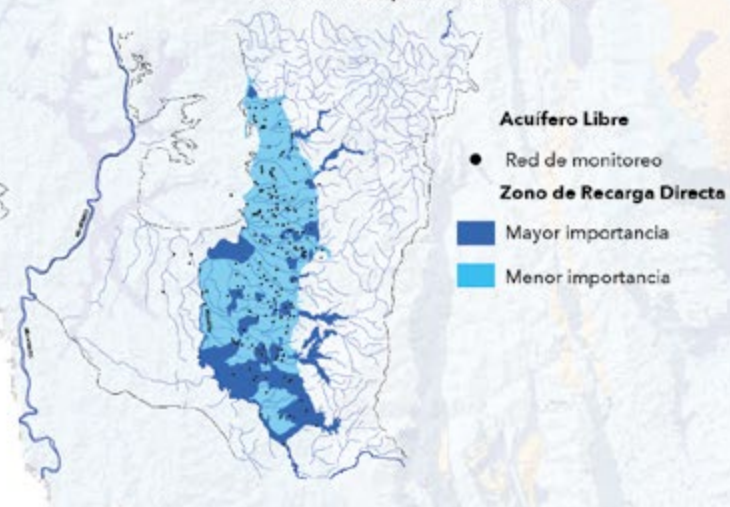 Acuífero Libre
Red de monitoreo
Zono de Recarga Directa
Mayor importancia
Menor importancia